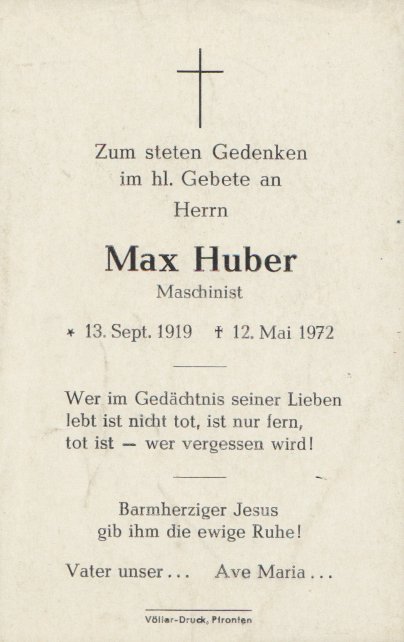 Zum steten Gedenken
im hl. Gebete an
Herrn
Max Huber
Maschinist
* 13. Sept. 1919 † 12. Mai 1972
Wer im Gedächtnis seiner Lieben
lebt ist nicht tot, ist nur fern,
tot ist — wer vergessen wird!
Barmherziger Jesus
gib ihm die ewige Ruhe!
Vater unser... Ave Maria...
Völler-Druck, Pfronten